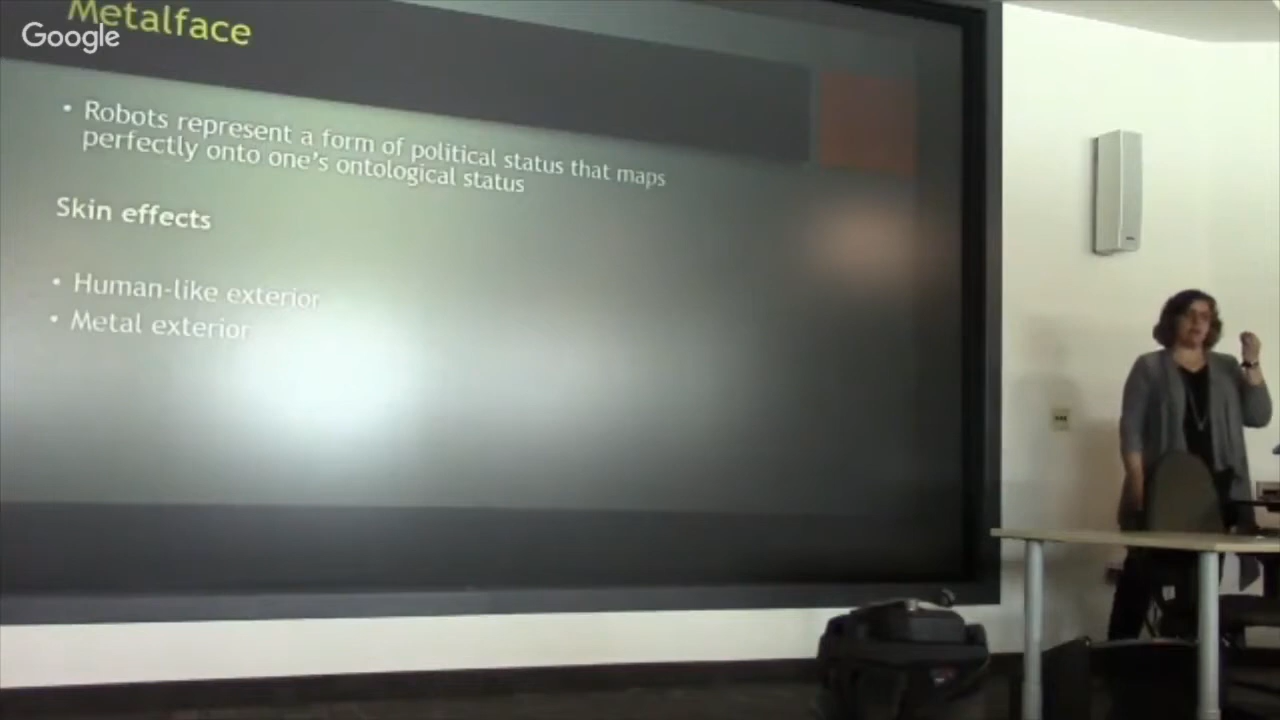 Metalface
Google
• Robots represent a form of political status that maps
perfectly onto one's ontological status
Skin effects
• Human-like exterior
• Metal exterior